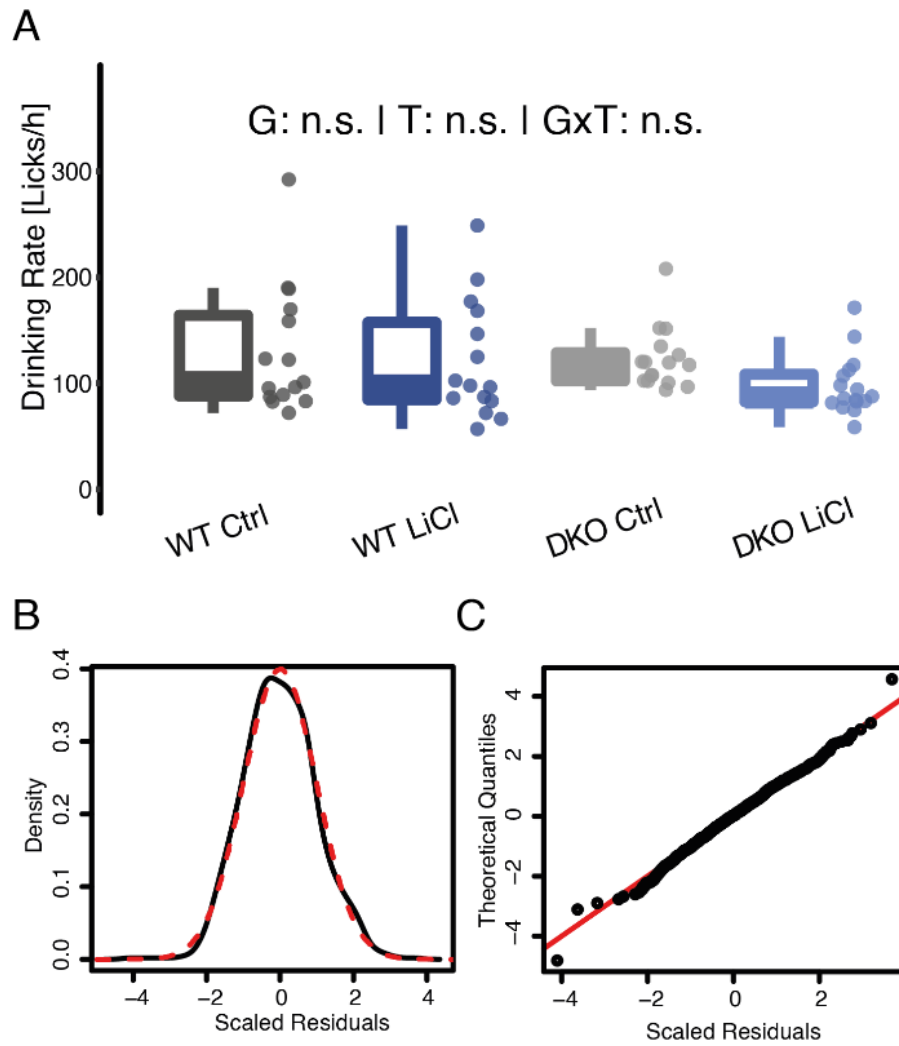 A
G: n.s. | T: n.s. | GxT: n.s.
Drinking Rate [Licks/h]
300
200
100
0
WT Ctrl
WT LiCl
DKO Ctrl
DKO LiCl
B
Density
0.4
0.3
0.2
0.1
0.0
−4 −2 0 2 4
Scaled Residuals
C
Theoretical Quantiles
4
2
0
−2
−4
−4 −2 0 2
Scaled Residuals